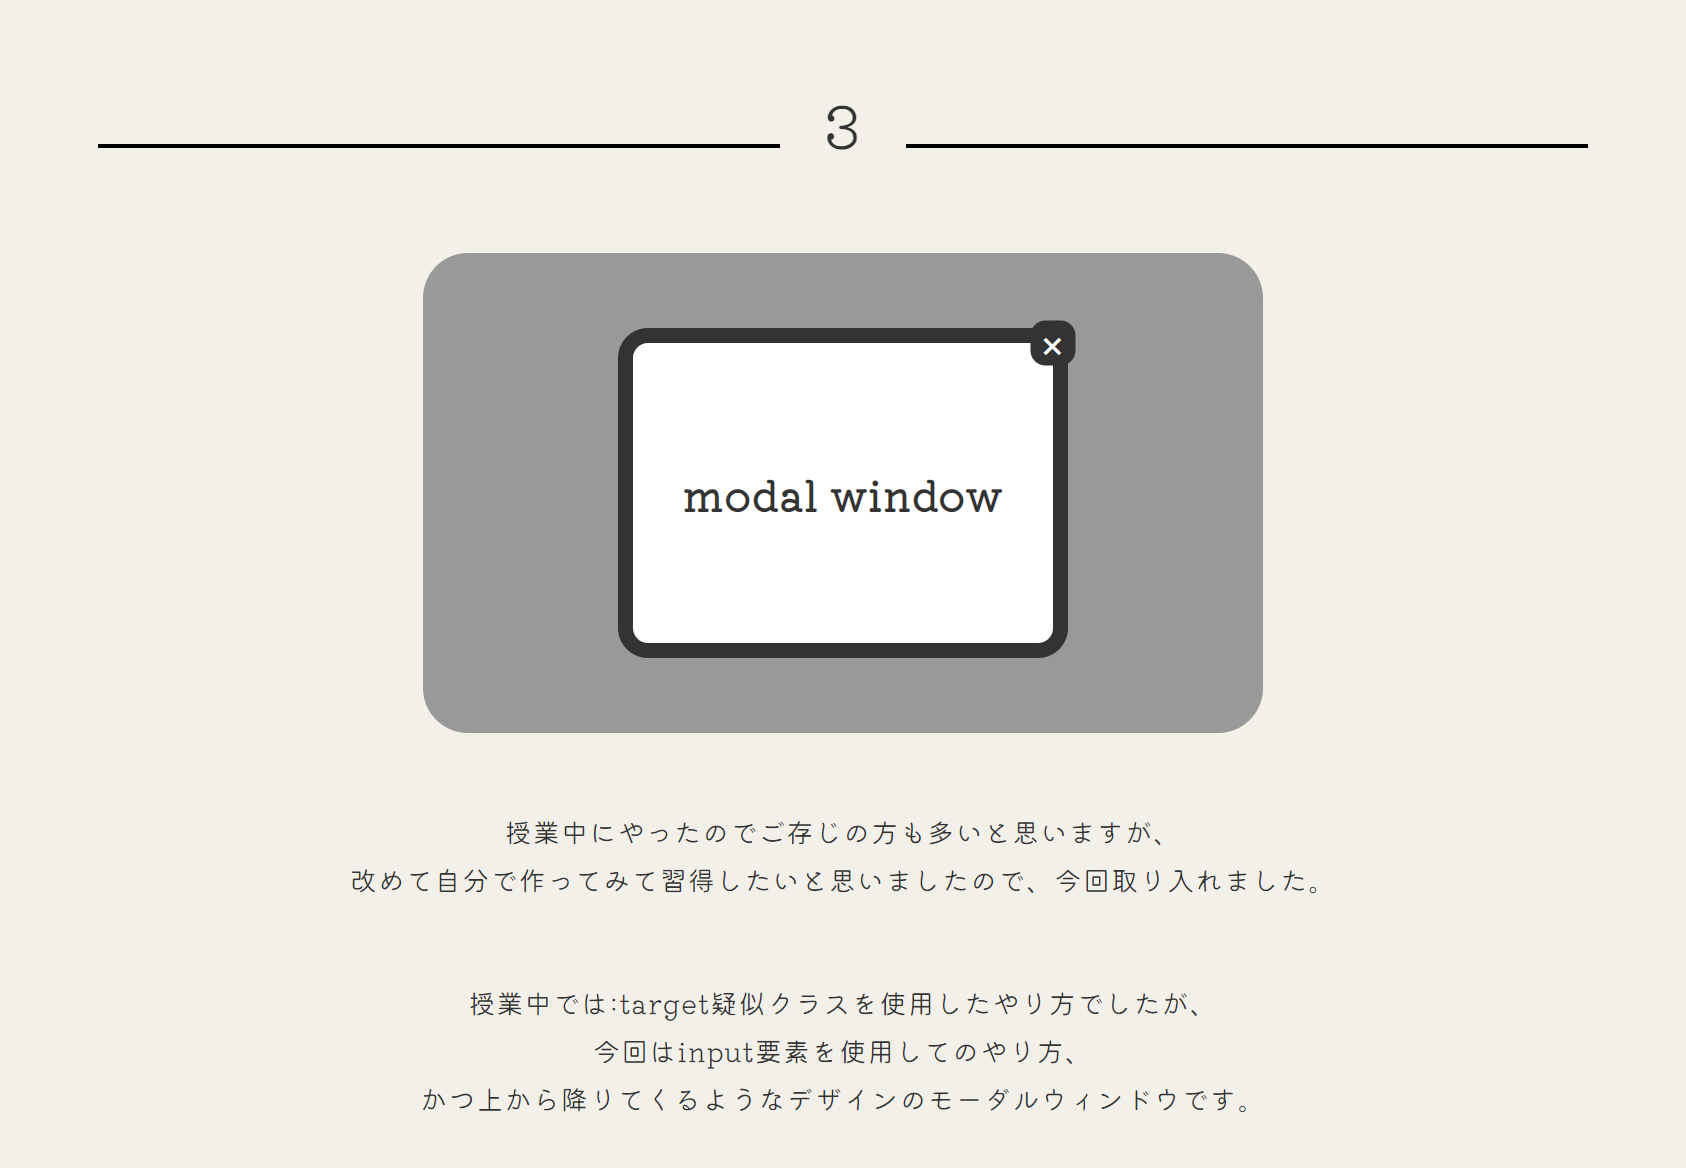 3
×
modal window
授業中にやったのでご存じの方も多いと思いますが、
改めて自分で作ってみて習得したいと思いましたので、今回取り入れました。
授業中では:target疑似クラスを使用したやり方でしたが、
今回はinput要素を使用してのやり方、
かつ上から降りてくるようなデザインのモーダルウィンドウです。